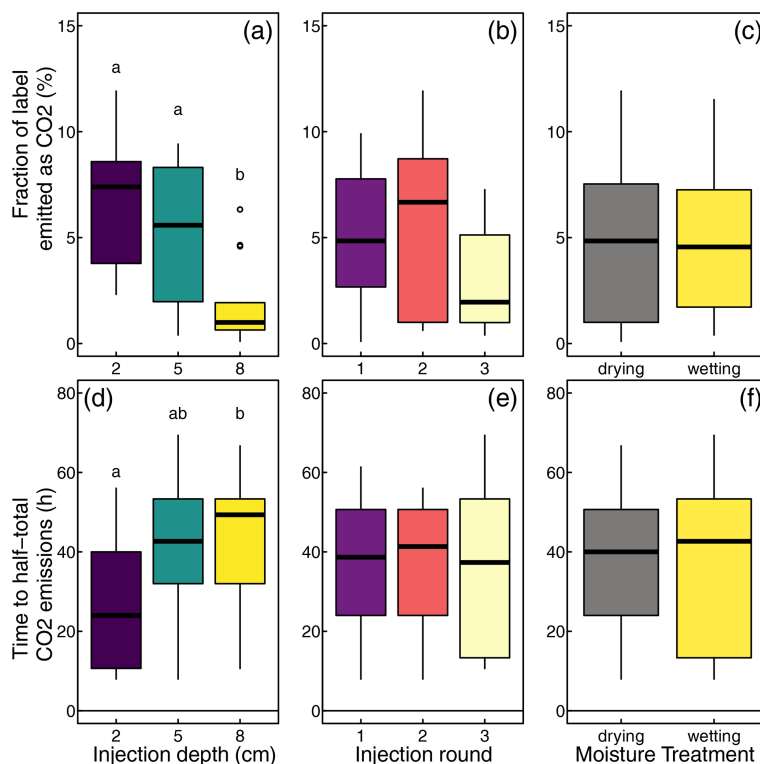 Fraction of label
emitted as CO2 (%)
15
10
5
0
(a)
a
a
b
2
5
8
15
10
5
0
(b)
1
2
3
15
10
5
0
(c)
drying
wetting
Time to half−total
CO2 emissions (h)
80
60
40
20
0
(d)
a
ab
b
2
5
8
Injection depth (cm)
80
60
40
20
0
(e)
1
2
3
Injection round
80
60
40
20
0
(f)
drying
wetting
Moisture Treatment